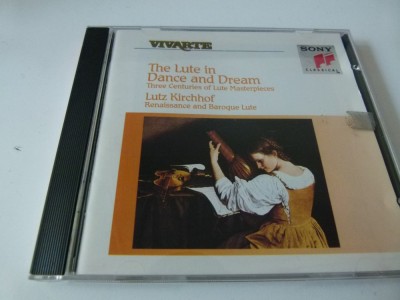 VIVARTE
SONY
CLASSICAL
The Lute in
Dance and Dream
Three Centuries of Lute Masterpieces
Lutz Kirchhof
Renaissance and Baroque Lute